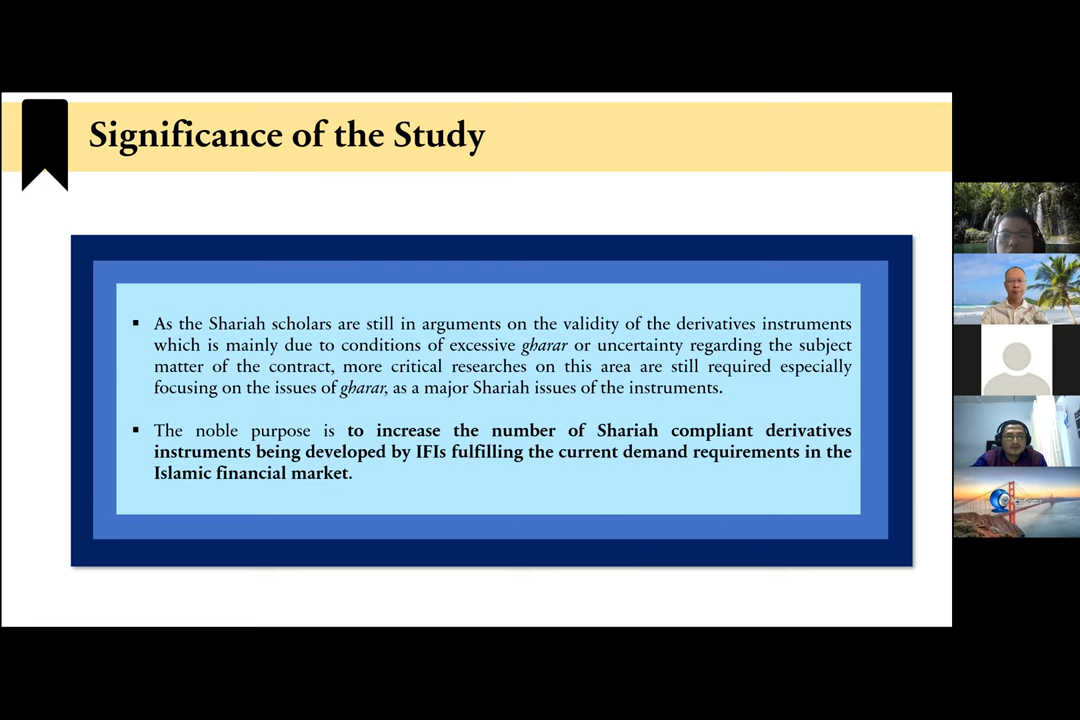 Significance of the Study
▪ As the Shariah scholars are still in arguments on the validity of the derivatives instruments
which is mainly due to conditions of excessive gharar or uncertainty regarding the subject
matter of the contract, more critical researches on this area are still required especially
focusing on the issues of gharar, as a major Shariah issues of the instruments.
▪ The noble purpose is to increase the number of Shariah compliant derivatives
instruments being developed by IFIs fulfilling the current demand requirements in the
Islamic financial market.